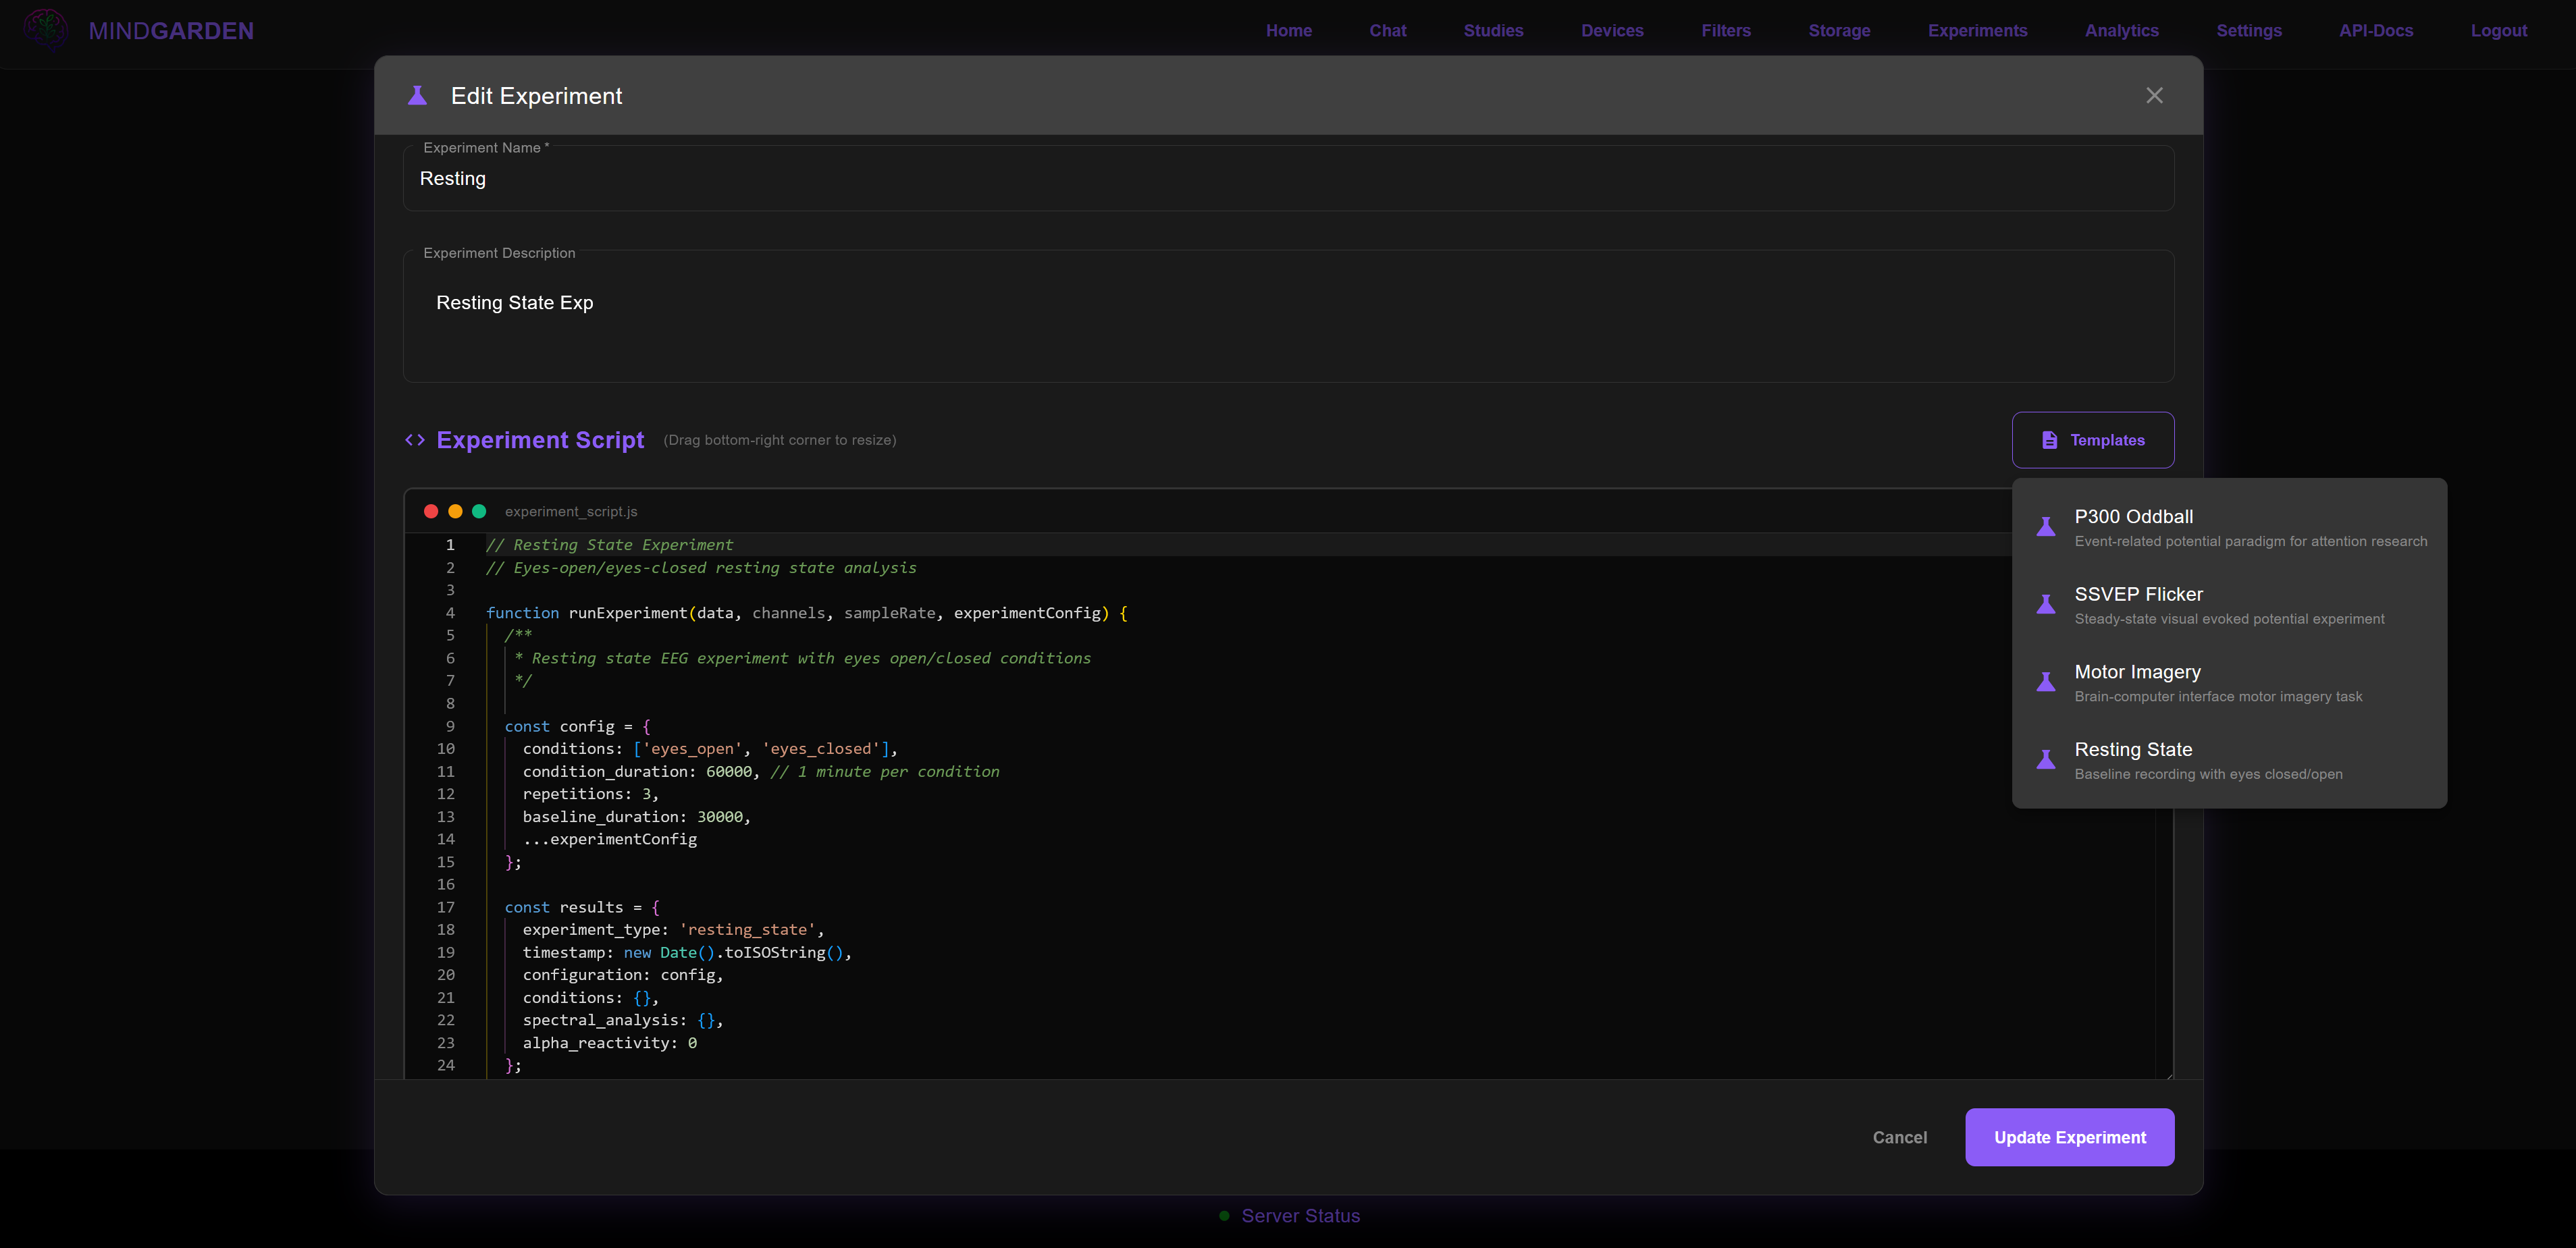 MINDGARDEN
Home Chat Studies Devices Filters Storage Experiments Analytics Settings API-Docs Logout
Edit Experiment
Experiment Name *
Resting
Experiment Description
Resting State Exp
Experiment Script (Drag bottom-right corner to resize)
Templates
experiment_script.js
1 // Resting State Experiment
2 // Eyes-open/eyes-closed resting state analysis
3
4 function runExperiment(data, channels, sampleRate, experimentConfig) {
5 /**
6 * Resting state EEG experiment with eyes open/closed conditions
7 */
8
9 const config = {
10 conditions: ['eyes_open', 'eyes_closed'],
11 condition_duration: 60000, // 1 minute per condition
12 repetitions: 3,
13 baseline_duration: 30000,
14 ...experimentConfig
15 };
16
17 const results = {
18 experiment_type: 'resting_state',
19 timestamp: new Date().toISOString(),
20 configuration: config,
21 conditions: {},
22 spectral_analysis: {},
23 alpha_reactivity: 0
24 };
P300 Oddball
Event-related potential paradigm for attention research
SSVEP Flicker
Steady-state visual evoked potential experiment
Motor Imagery
Brain-computer interface motor imagery task
Resting State
Baseline recording with eyes closed/open
Cancel
Update Experiment
Server Status